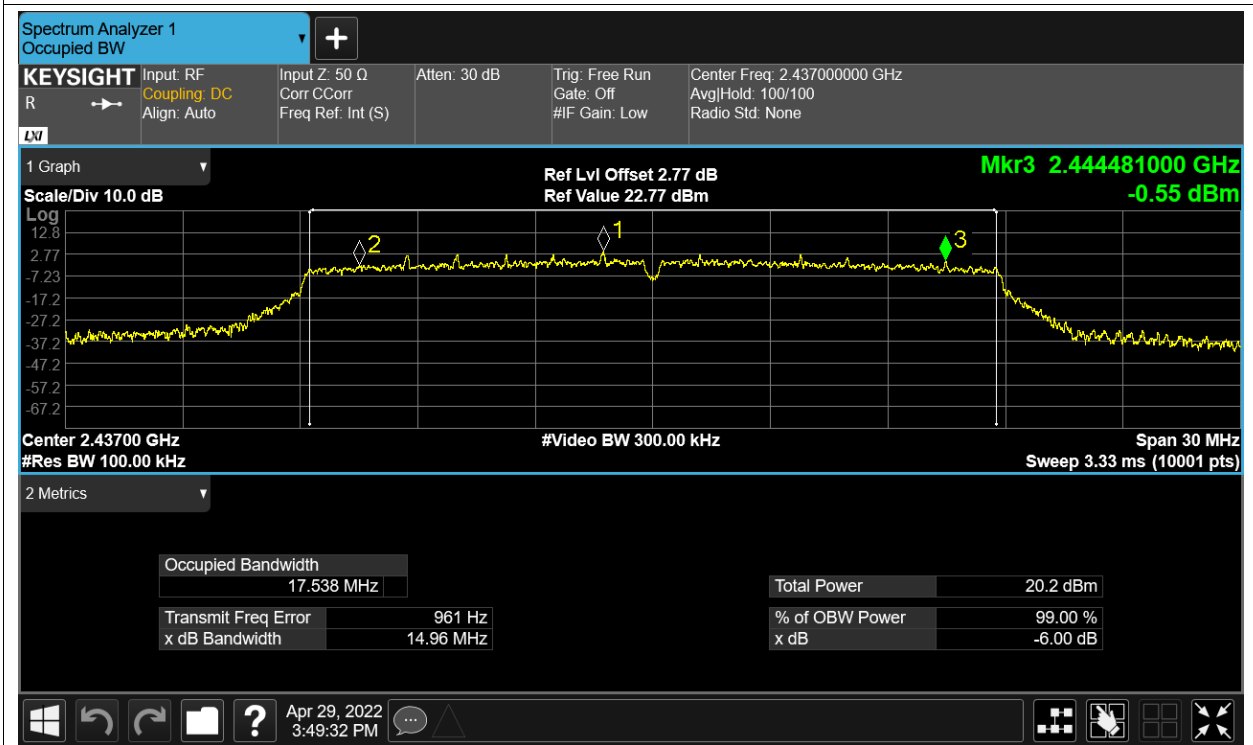 Spectrum Analyzer 1
Occupied BW
KEYSIGHT
R
LXI
Input: RF
Coupling: DC
Align: Auto
Input Z: 50 Ω
Corr CCorr
Freq Ref: Int (S)
Atten: 30 dB
Trig: Free Run
Gate: Off
#IF Gain: Low
Center Freq: 2.437000000 GHz
Avg|Hold: 100/100
Radio Std: None
1 Graph
Scale/Div 10.0 dB
Ref Lvl Offset 2.77 dB
Ref Value 22.77 dBm
Mkr3 2.444481000 GHz
-0.55 dBm
Log
12.8
2.77
-7.23
-17.2
-27.2
-37.2
-47.2
-57.2
-67.2
2
1
3
Center 2.43700 GHz
#Res BW 100.00 kHz
#Video BW 300.00 kHz
Span 30 MHz
Sweep 3.33 ms (10001 pts)
2 Metrics
Occupied Bandwidth
17.538 MHz
Transmit Freq Error 961 Hz
x dB Bandwidth 14.96 MHz
Total Power 20.2 dBm
% of OBW Power 99.00 %
x dB -6.00 dB
?
Apr 29, 2022
3:49:32 PM